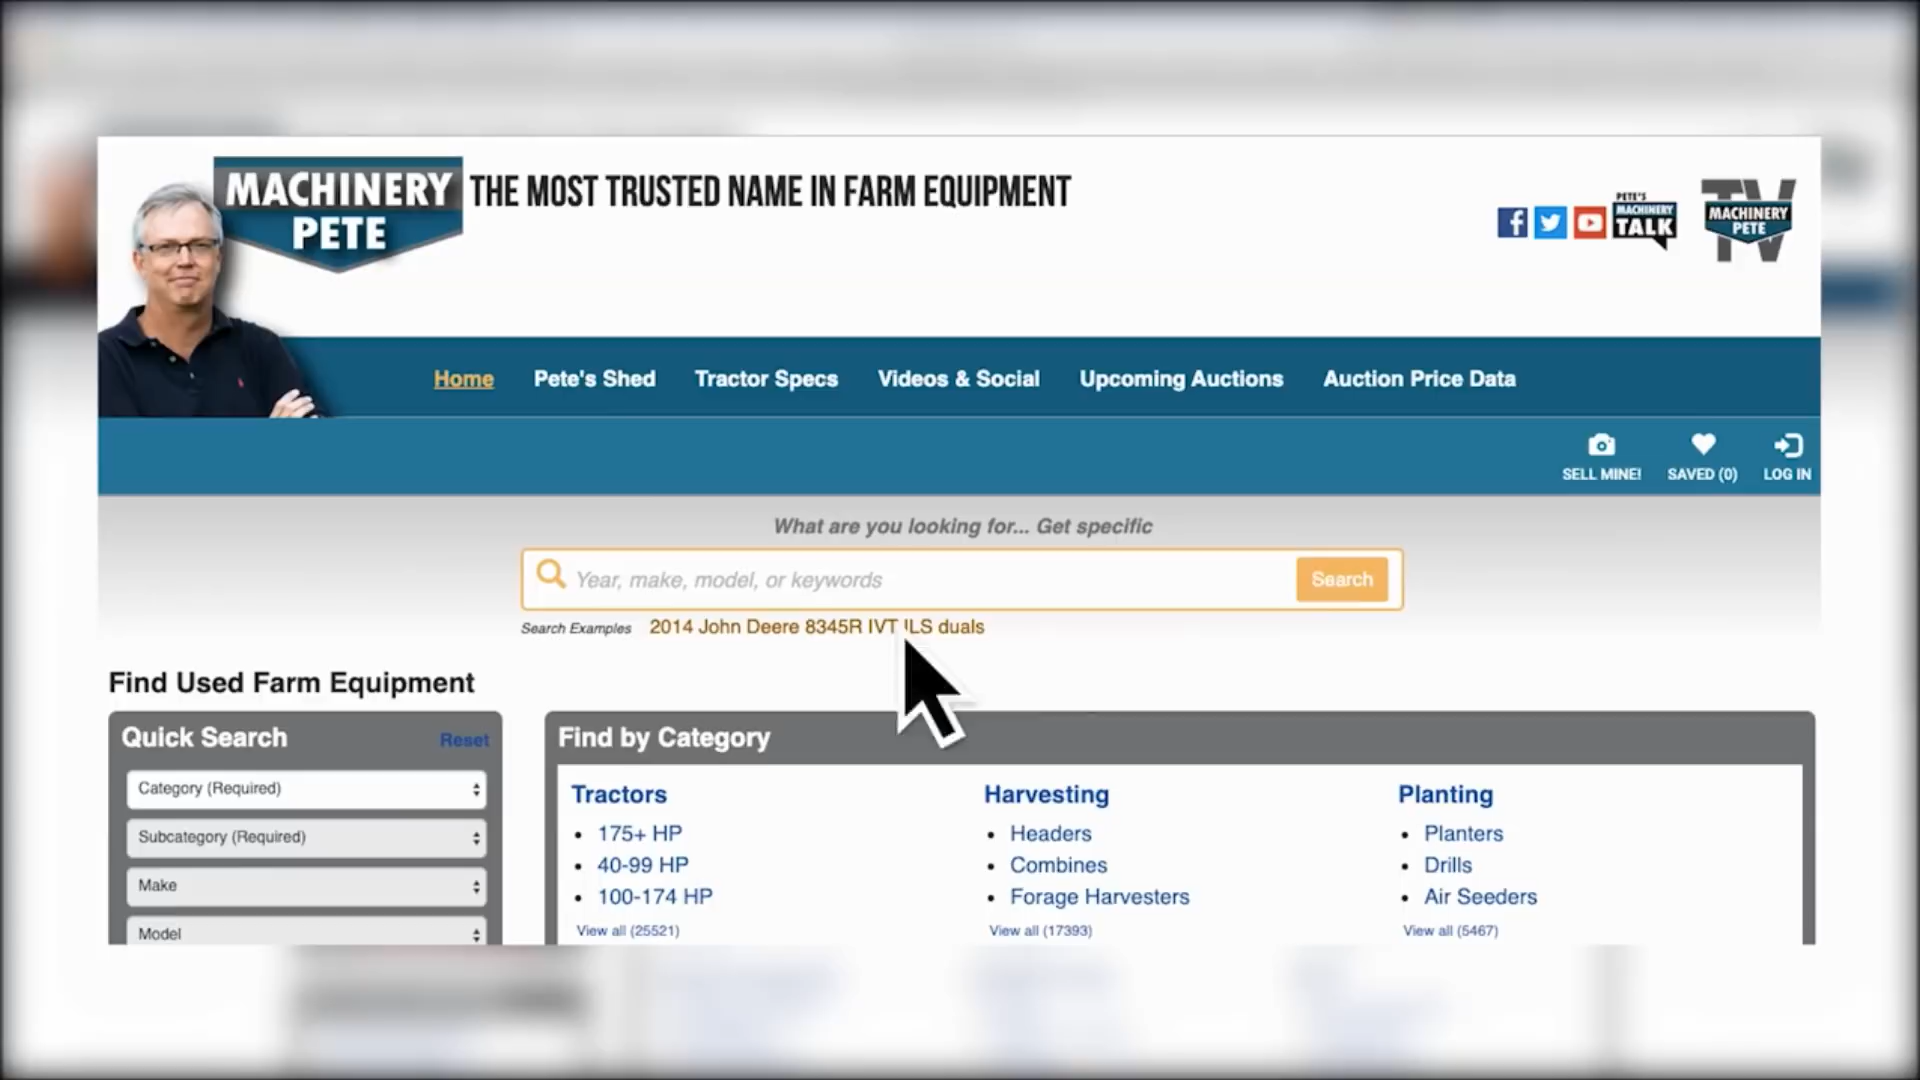 MACHINERY
PETE
THE MOST TRUSTED NAME IN FARM EQUIPMENT
PETE'S
MACHINERY
TALK
TV
MACHINERY
PETE
Home
Pete's Shed
Tractor Specs
Videos & Social
Upcoming Auctions
Auction Price Data
SELL MINE!
SAVED (0)
LOG IN
What are you looking for... Get specific
Year, make, model, or keywords
Search
Search Examples
2014 John Deere 8345R IVT ILS duals
Find Used Farm Equipment
Quick Search
Reset
Category (Required)
Subcategory (Required)
Make
Model
Find by Category
Tractors
175+ HP
40-99 HP
100-174 HP
View all (25521)
Harvesting
Headers
Combines
Forage Harvesters
View all (17393)
Planting
Planters
Drills
Air Seeders
View all (5467)